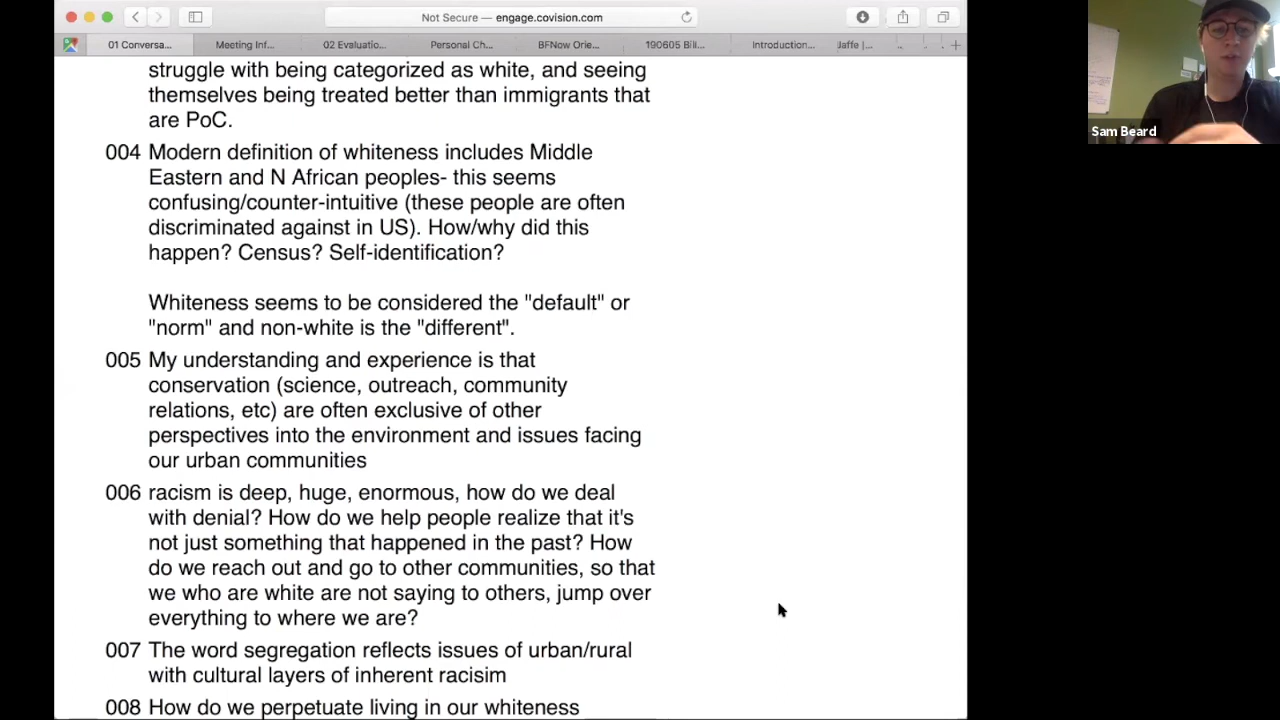 Not Secure — engage.covision.com
01 Conversa...
Meeting Inf...
02 Evaluatio...
Personal Ch...
BFNow Orie...
190605 Bili...
Introduction...
Jaffe |...
struggle with being categorized as white, and seeing
themselves being treated better than immigrants that
are PoC.
004 Modern definition of whiteness includes Middle
Eastern and N African peoples- this seems
confusing/counter-intuitive (these people are often
discriminated against in US). How/why did this
happen? Census? Self-identification?
Whiteness seems to be considered the "default" or
"norm" and non-white is the "different".
005 My understanding and experience is that
conservation (science, outreach, community
relations, etc) are often exclusive of other
perspectives into the environment and issues facing
our urban communities
006 racism is deep, huge, enormous, how do we deal
with denial? How do we help people realize that it's
not just something that happened in the past? How
do we reach out and go to other communities, so that
we who are white are not saying to others, jump over
everything to where we are?
007 The word segregation reflects issues of urban/rural
with cultural layers of inherent racisim
008 How do we perpetuate living in our whiteness
Sam Beard